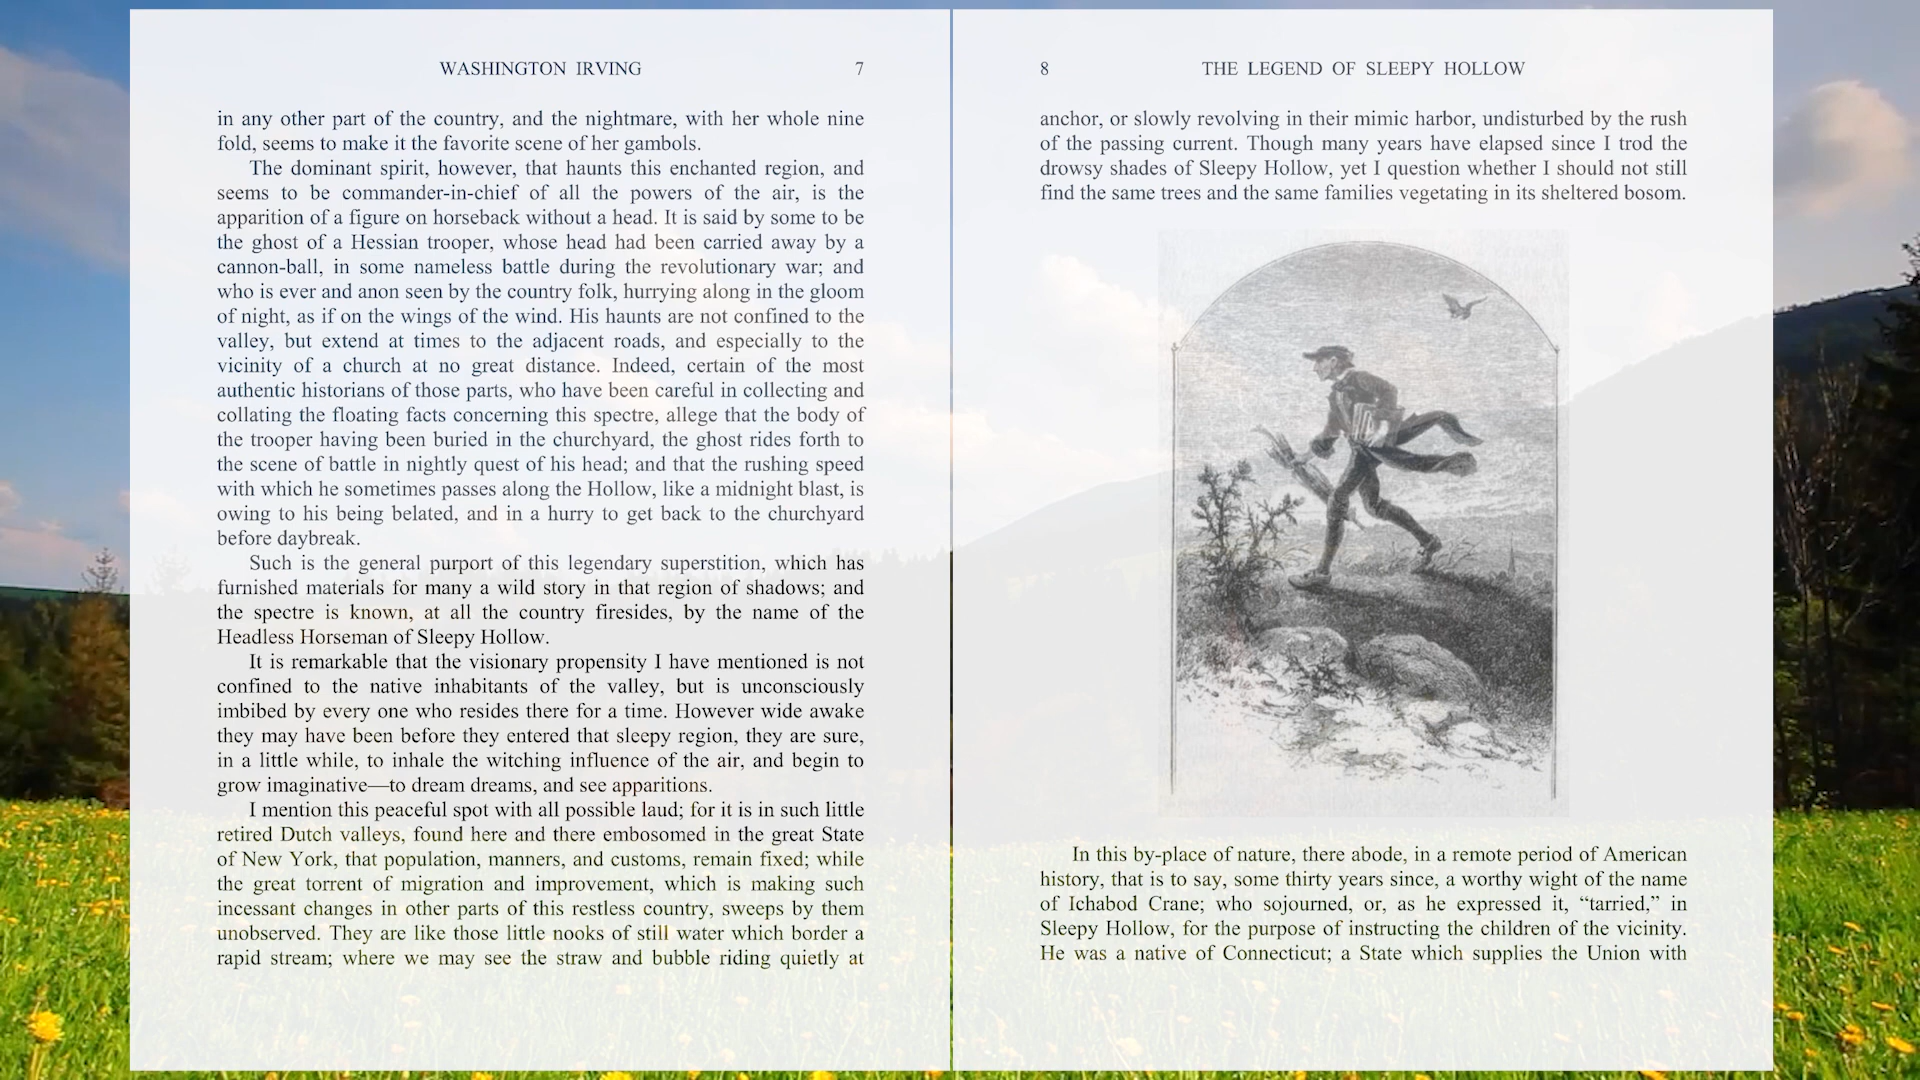 WASHINGTON IRVING 7
in any other part of the country, and the nightmare, with her whole nine
fold, seems to make it the favorite scene of her gambols.
The dominant spirit, however, that haunts this enchanted region, and
seems to be commander-in-chief of all the powers of the air, is the
apparition of a figure on horseback without a head. It is said by some to be
the ghost of a Hessian trooper, whose head had been carried away by a
cannon-ball, in some nameless battle during the revolutionary war; and
who is ever and anon seen by the country folk, hurrying along in the gloom
of night, as if on the wings of the wind. His haunts are not confined to the
valley, but extend at times to the adjacent roads, and especially to the
vicinity of a church at no great distance. Indeed, certain of the most
authentic historians of those parts, who have been careful in collecting and
collating the floating facts concerning this spectre, allege that the body of
the trooper having been buried in the churchyard, the ghost rides forth to
the scene of battle in nightly quest of his head; and that the rushing speed
with which he sometimes passes along the Hollow, like a midnight blast, is
owing to his being belated, and in a hurry to get back to the churchyard
before daybreak.
Such is the general purport of this legendary superstition, which has
furnished materials for many a wild story in that region of shadows; and
the spectre is known, at all the country firesides, by the name of the
Headless Horseman of Sleepy Hollow.
It is remarkable that the visionary propensity I have mentioned is not
confined to the native inhabitants of the valley, but is unconsciously
imbibed by every one who resides there for a time. However wide awake
they may have been before they entered that sleepy region, they are sure,
in a little while, to inhale the witching influence of the air, and begin to
grow imaginative—to dream dreams, and see apparitions.
I mention this peaceful spot with all possible laud; for it is in such little
retired Dutch valleys, found here and there embosomed in the great State
of New York, that population, manners, and customs, remain fixed; while
the great torrent of migration and improvement, which is making such
incessant changes in other parts of this restless country, sweeps by them
unobserved. They are like those little nooks of still water which border a
rapid stream; where we may see the straw and bubble riding quietly at
8 THE LEGEND OF SLEEPY HOLLOW
anchor, or slowly revolving in their mimic harbor, undisturbed by the rush
of the passing current. Though many years have elapsed since I trod the
drowsy shades of Sleepy Hollow, yet I question whether I should not still
find the same trees and the same families vegetating in its sheltered bosom.
In this by-place of nature, there abode, in a remote period of American
history, that is to say, some thirty years since, a worthy wight of the name
of Ichabod Crane; who sojourned, or, as he expressed it, “tarried,” in
Sleepy Hollow, for the purpose of instructing the children of the vicinity.
He was a native of Connecticut; a State which supplies the Union with